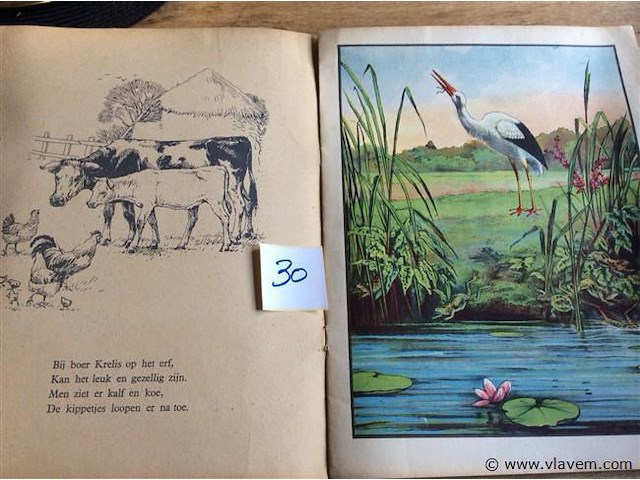 30
Bij boer Krelis op het erf,
Kan het leuk en gezellig zijn.
Men ziet er kalf en koe,
De kippetjes loopen er na toe.
© www.vlavem.com